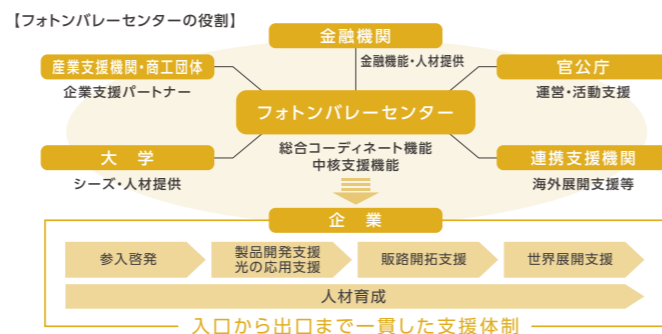 【フォトンバレーセンターの役割】
金融機関
金融機能・人材提供
産業支援機関・商工団体
企業支援パートナー
官公庁
運営・活動支援
フォトンバレーセンター
総合コーディネート機能
中核支援機能
大学
シーズ・人材提供
連携支援機関
海外展開支援等
企業
参入啓発
製品開発支援
光の応用支援
販路開拓支援
世界展開支援
人材育成
入口から出口まで一貫した支援体制